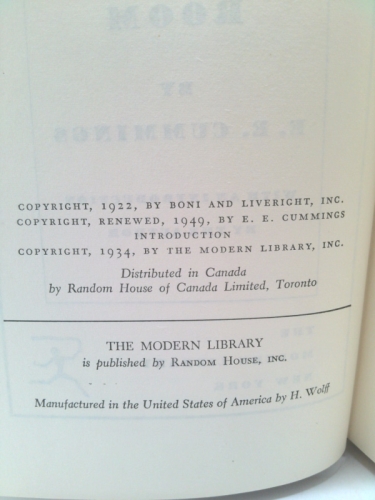 COPYRIGHT, 1922, BY BONI AND LIVERIGHT, INC.
COPYRIGHT, RENEWED, 1949, BY E. E. CUMMINGS
INTRODUCTION
COPYRIGHT, 1934, BY THE MODERN LIBRARY, INC.
Distributed in Canada
by Random House of Canada Limited, Toronto
THE MODERN LIBRARY
is published by RANDOM HOUSE, INC.
Manufactured in the United States of America by H. Wolff